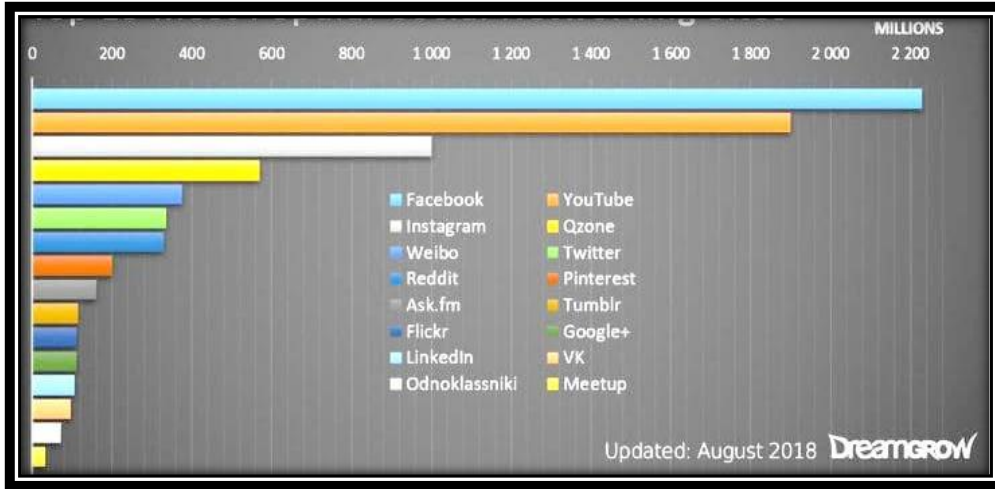 MILLIONS
0 200 400 600 800 1 000 1 200 1 400 1 600 1 800 2 000 2 200
Facebook YouTube
Instagram Qzone
Weibo Twitter
Reddit Pinterest
Ask.fm Tumblr
Flickr Google+
LinkedIn VK
Odnoklassniki Meetup
Updated: August 2018 DREAMGROW